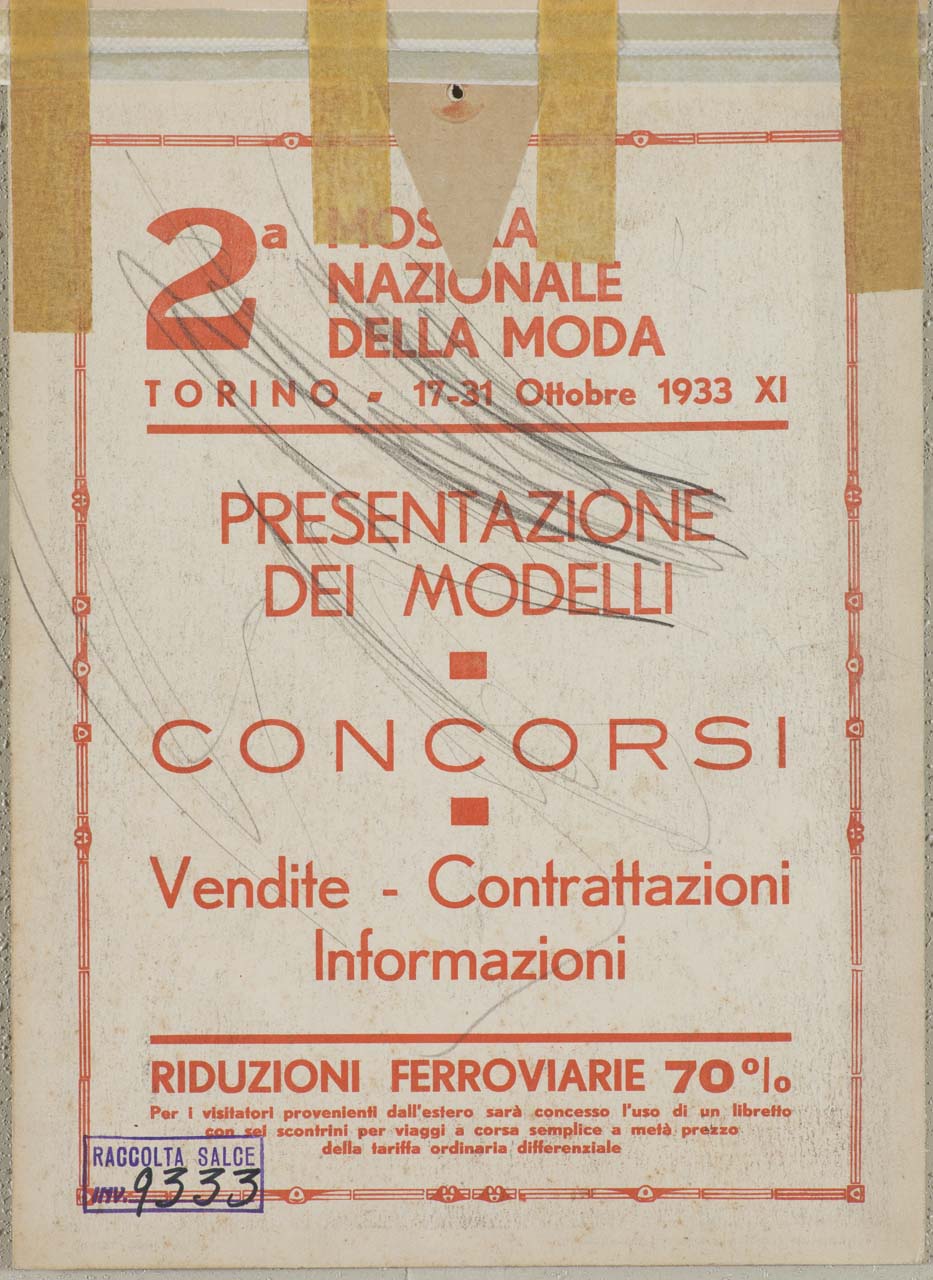 2a MOSTRA
NAZIONALE
DELLA MODA
TORINO - 17-31 Ottobre 1933 XI
PRESENTAZIONE
DEI MODELLI
CONCORSI
Vendite - Contrattazioni
Informazioni
RIDUZIONI FERROVIARIE 70%
Per i visitatori provenienti dall'estero sarà concesso l'uso di un libretto
con sei scontrini per viaggi a corsa semplice a metà prezzo
della tariffa ordinaria differenziale
RACCOLTA SALCE
INV. 9333